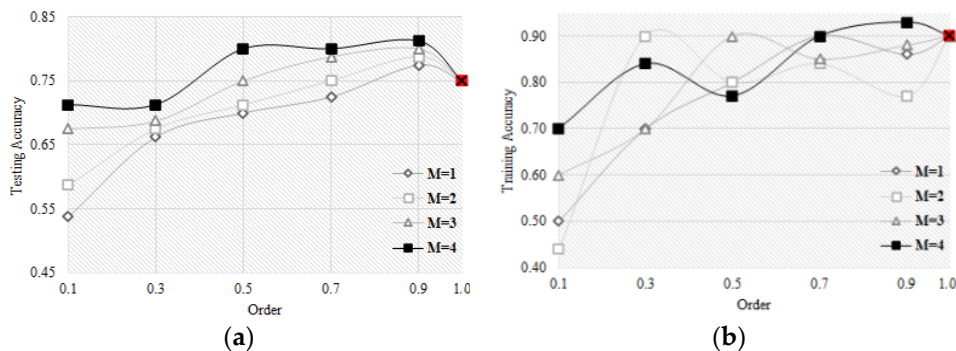 0.85
0.75
0.65
0.55
0.45
Testing Accuracy
0.1 0.3 0.5 0.7 0.9 1.0
Order
M=1
M=2
M=3
M=4
(a)
0.90
0.80
0.70
0.60
0.50
0.40
Training Accuracy
0.1 0.3 0.5 0.7 0.9 1.0
Order
M=1
M=2
M=3
M=4
(b)